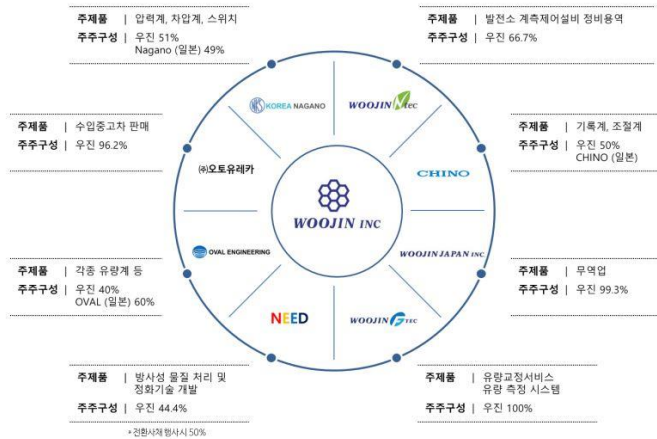 주제품 | 압력계, 차압계, 스위치
주주구성 | 우진 51%
Nagano (일본) 49%
주제품 | 발전소 계측제어설비 정비용역
주주구성 | 우진 66.7%
KOREA NAGANO
WOOJIN Ntec
주제품 | 수입중고차 판매
주주구성 | 우진 96.2%
주제품 | 기록계, 조절계
주주구성 | 우진 50%
CHINO (일본)
㈜오토유레카
CHINO
WOOJIN INC
OVAL ENGINEERING
WOOJIN JAPAN INC
주제품 | 각종 유량계 등
주주구성 | 우진 40%
OVAL (일본) 60%
주제품 | 무역업
주주구성 | 우진 99.3%
NEED
WOOJIN FTEC
주제품 | 방사성 물질 처리 및
정화기술 개발
주주구성 | 우진 44.4%
*전환사채 행사시 50%
주제품 | 유량교정서비스
유량 측정 시스템
주주구성 | 우진 100%